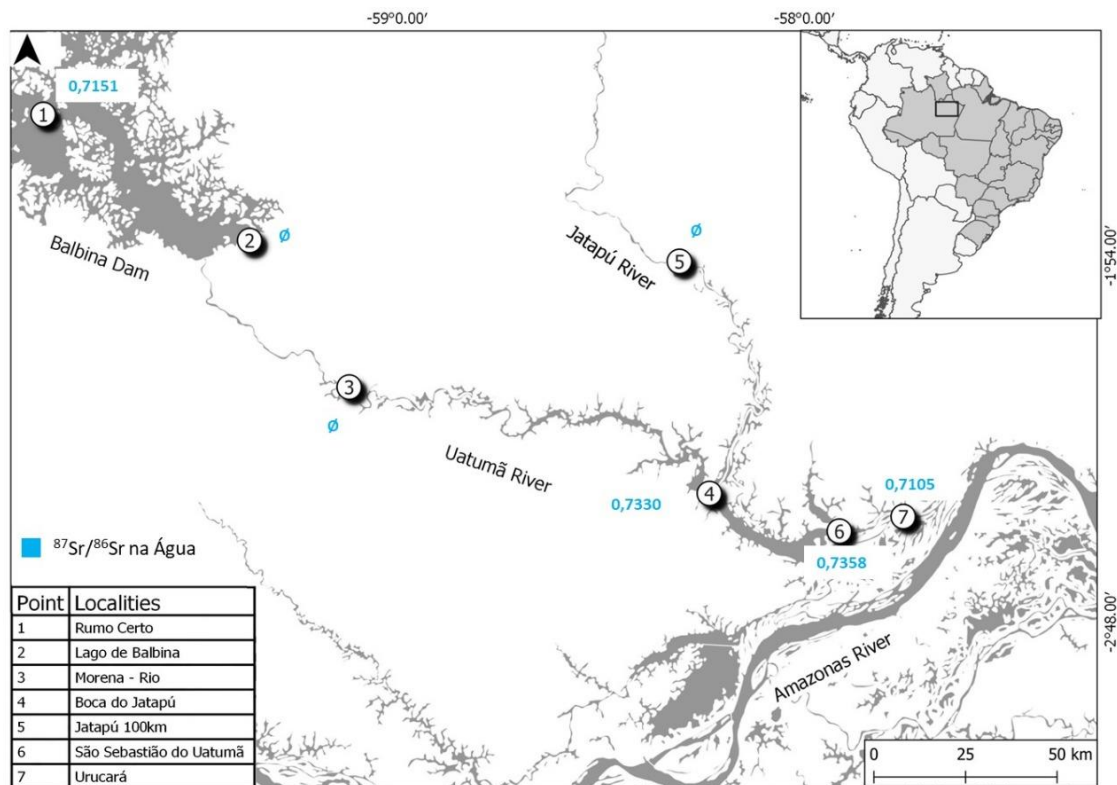 -59°0.00′
-58°0.00′
0,7151
1
2
ø
Balbina Dam
ø
5
Jatapú River
-1°54.00′
3
ø
Uatumã River
4
0,7330
0,7105
6
7
0,7358
⁸⁷Sr/⁸⁶Sr na Água
Amazonas River
-2°48.00′
Point Localities
1 Rumo Certo
2 Lago de Balbina
3 Morena - Rio
4 Boca do Jatapú
5 Jatapú 100km
6 São Sebastião do Uatumã
7 Urucará
0 25 50 km